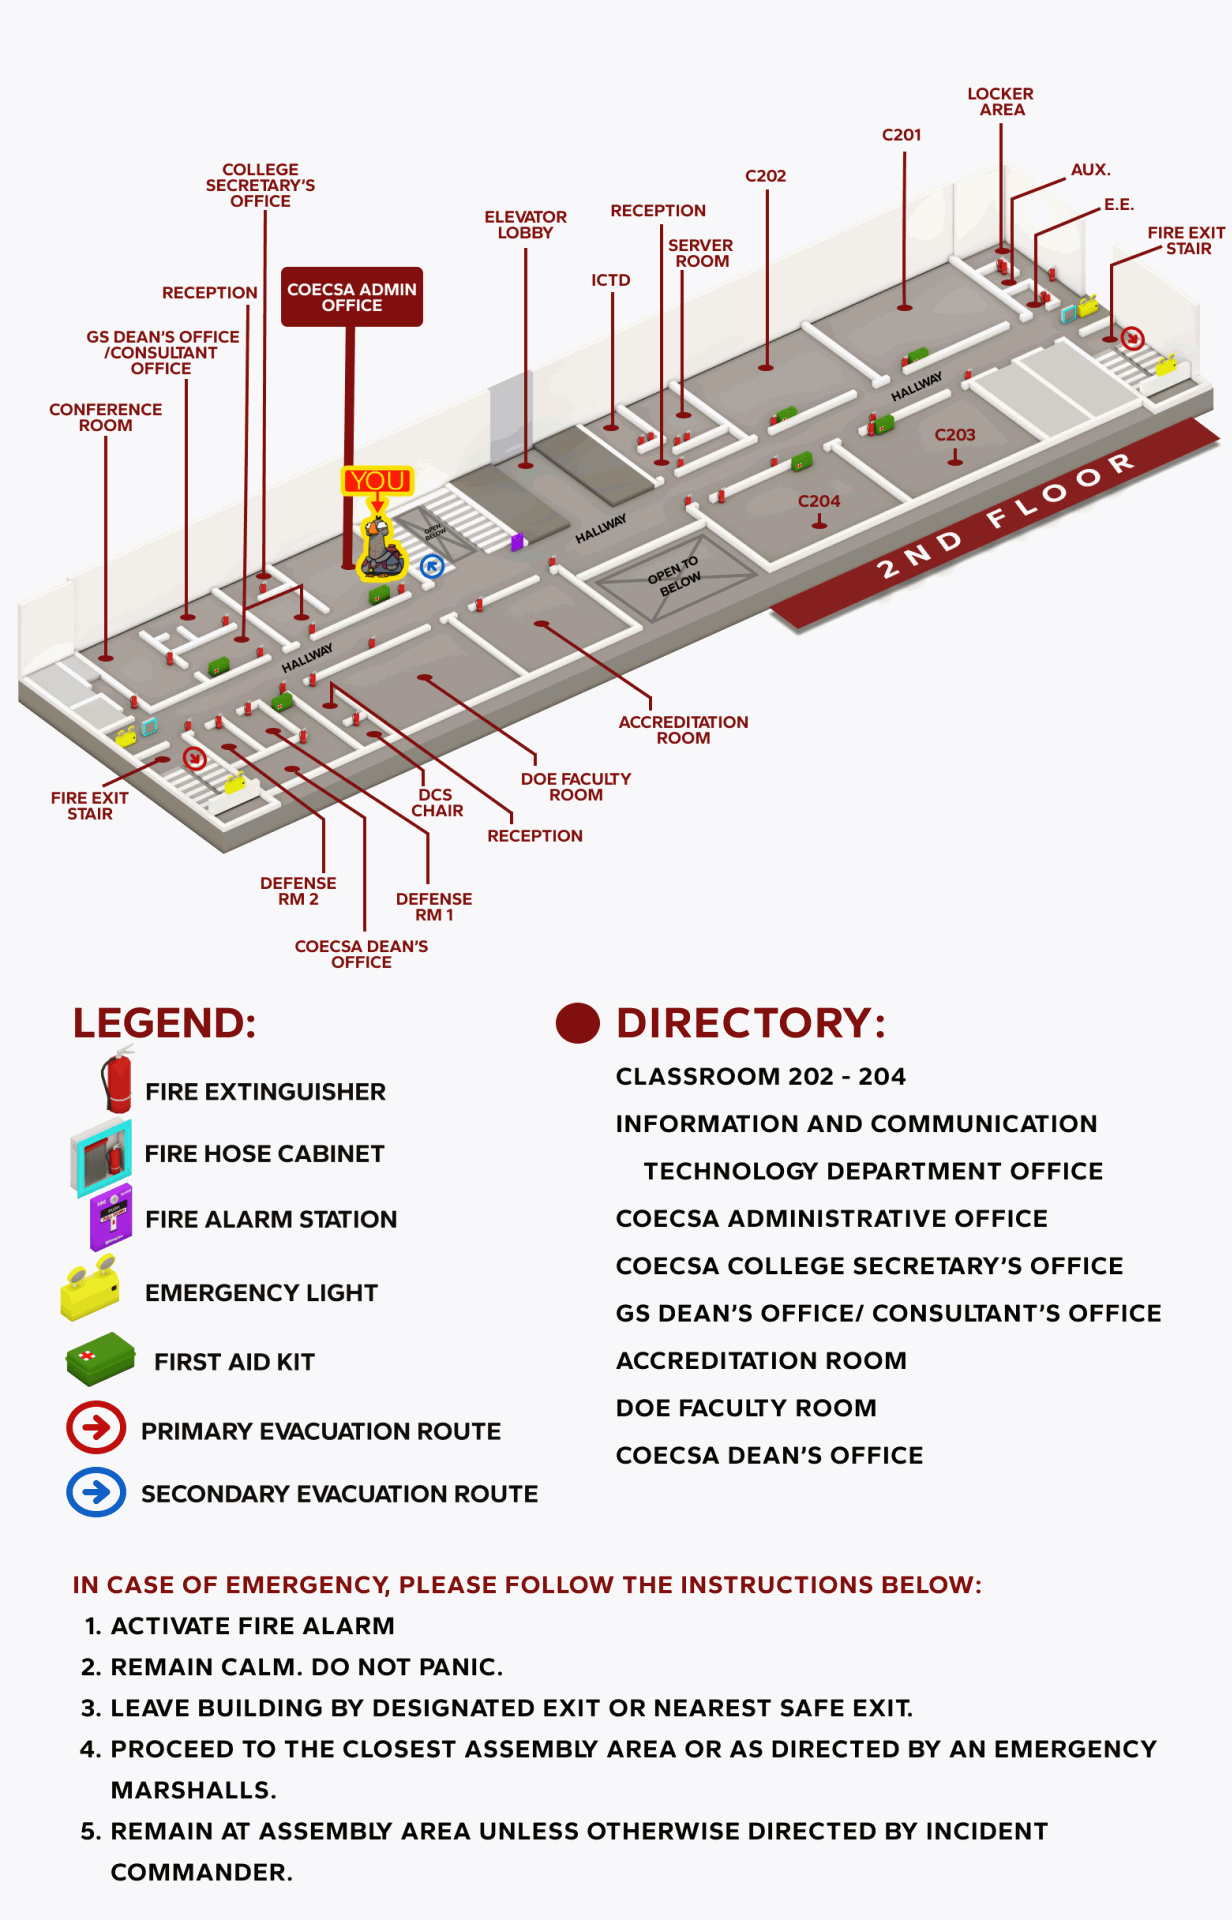 LOCKER
AREA
C201
AUX.
COLLEGE
SECRETARY'S
OFFICE
C202
E.E.
RECEPTION
ELEVATOR
LOBBY
FIRE EXIT
STAIR
SERVER
ROOM
ICTD
COECSA ADMIN
OFFICE
RECEPTION
GS DEAN'S OFFICE
/CONSULTANT
OFFICE
CONFERENCE
ROOM
HALLWAY
C203
YOU
C204
2ND FLOOR
OPEN
BELOW
HALLWAY
OPEN TO
BELOW
HALLWAY
ACCREDITATION
ROOM
DOE FACULTY
ROOM
FIRE EXIT
STAIR
DCS
CHAIR
RECEPTION
DEFENSE
RM 2
DEFENSE
RM 1
COECSA DEAN'S
OFFICE
LEGEND:
FIRE EXTINGUISHER
FIRE HOSE CABINET
FIRE ALARM STATION
EMERGENCY LIGHT
FIRST AID KIT
PRIMARY EVACUATION ROUTE
SECONDARY EVACUATION ROUTE
DIRECTORY:
CLASSROOM 202 - 204
INFORMATION AND COMMUNICATION
TECHNOLOGY DEPARTMENT OFFICE
COECSA ADMINISTRATIVE OFFICE
COECSA COLLEGE SECRETARY'S OFFICE
GS DEAN'S OFFICE/ CONSULTANT'S OFFICE
ACCREDITATION ROOM
DOE FACULTY ROOM
COECSA DEAN'S OFFICE
IN CASE OF EMERGENCY, PLEASE FOLLOW THE INSTRUCTIONS BELOW:
1. ACTIVATE FIRE ALARM
2. REMAIN CALM. DO NOT PANIC.
3. LEAVE BUILDING BY DESIGNATED EXIT OR NEAREST SAFE EXIT.
4. PROCEED TO THE CLOSEST ASSEMBLY AREA OR AS DIRECTED BY AN EMERGENCY
MARSHALLS.
5. REMAIN AT ASSEMBLY AREA UNLESS OTHERWISE DIRECTED BY INCIDENT
COMMANDER.